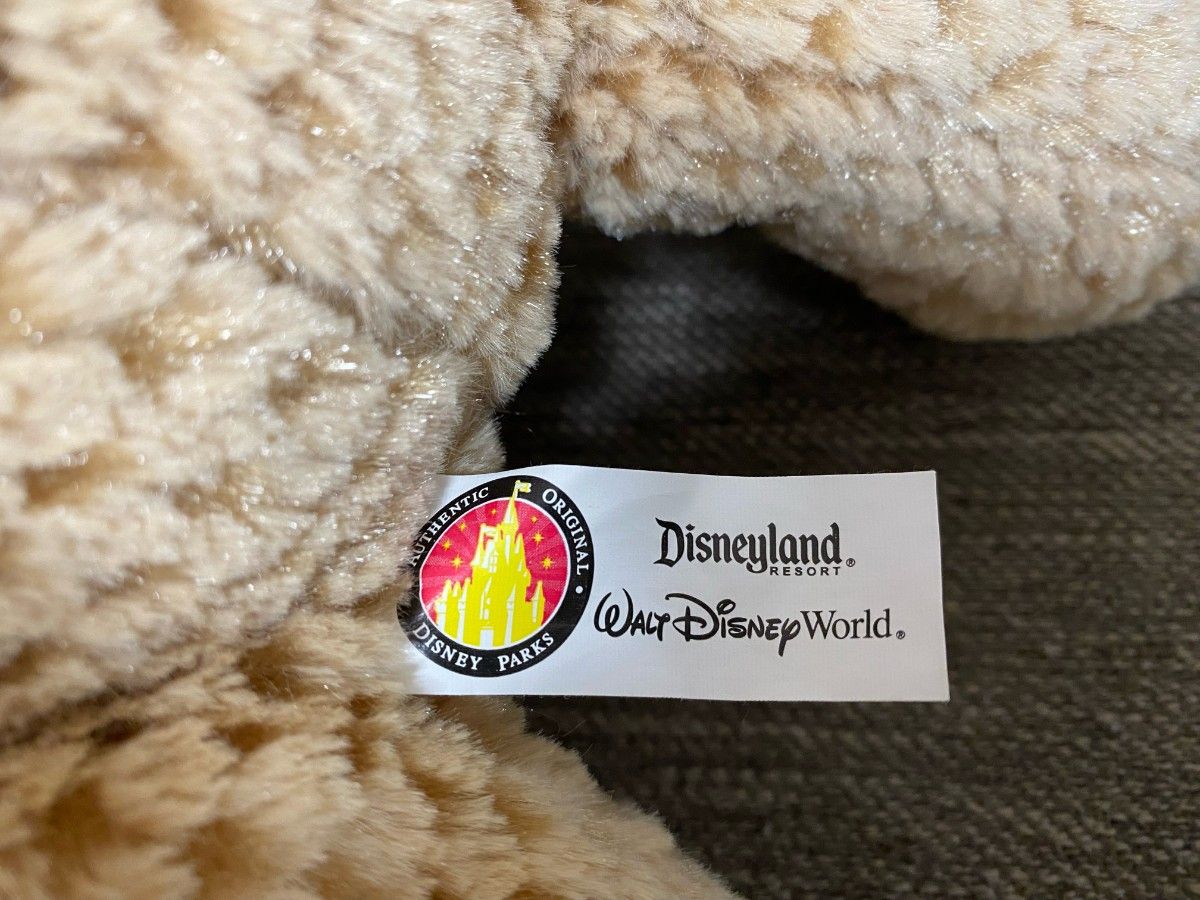 AUTHENTIC ORIGINAL •
DISNEY PARKS
Disneyland®
RESORT
WALT DISNEY World®